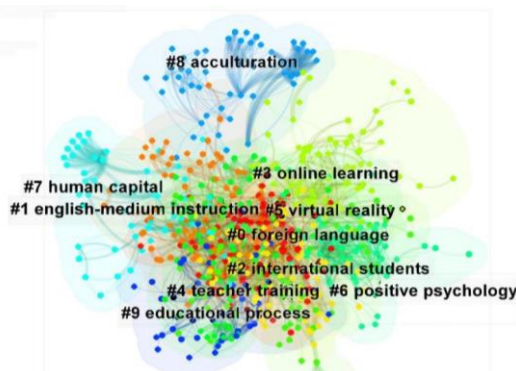 #8 acculturation
#3 online learning
#7 human capital
#1 english-medium instruction
#5 virtual reality
#0 foreign language
#2 international students
#4 teacher training
#6 positive psychology
#9 educational process